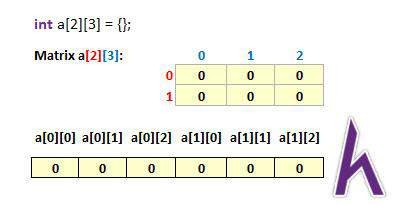 int a[2][3] = {};
Matrix a[2][3]: 0 1 2
0 0 0 0
1 0 0 0
a[0][0] a[0][1] a[0][2] a[1][0] a[1][1] a[1][2]
0 0 0 0 0 0